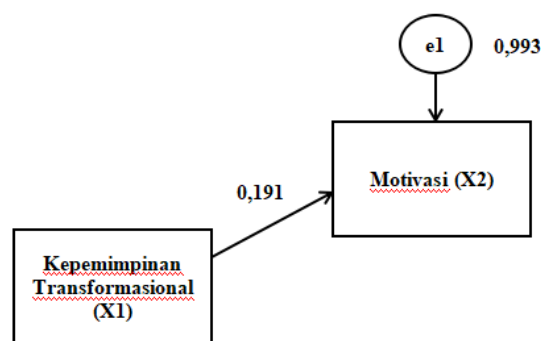 e1
0,993
Motivasi (X2)
0,191
Kepemimpinan
Transformasional
(X1)